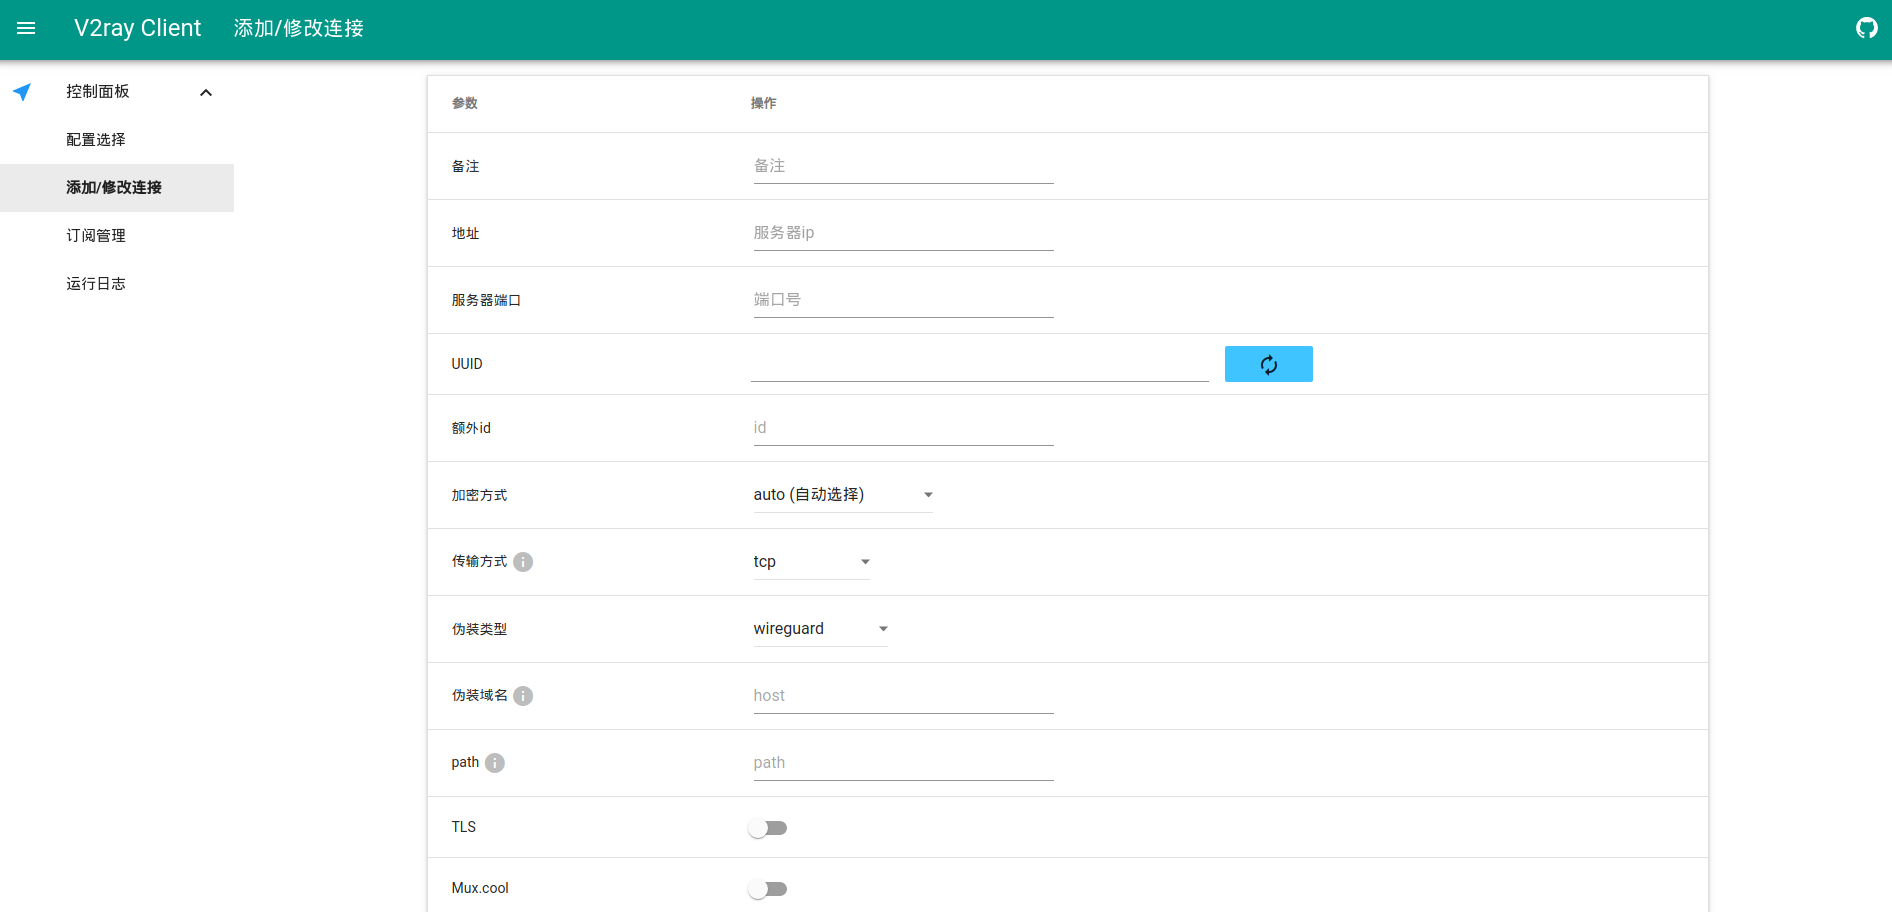 V2ray Client 添加/修改连接
控制面板
配置选择
添加/修改连接
订阅管理
运行日志
参数 操作
备注 备注
地址 服务器ip
服务器端口 端口号
UUID
额外id id
加密方式 auto (自动选择)
传输方式 tcp
伪装类型 wireguard
伪装域名 host
path path
TLS
Mux.cool